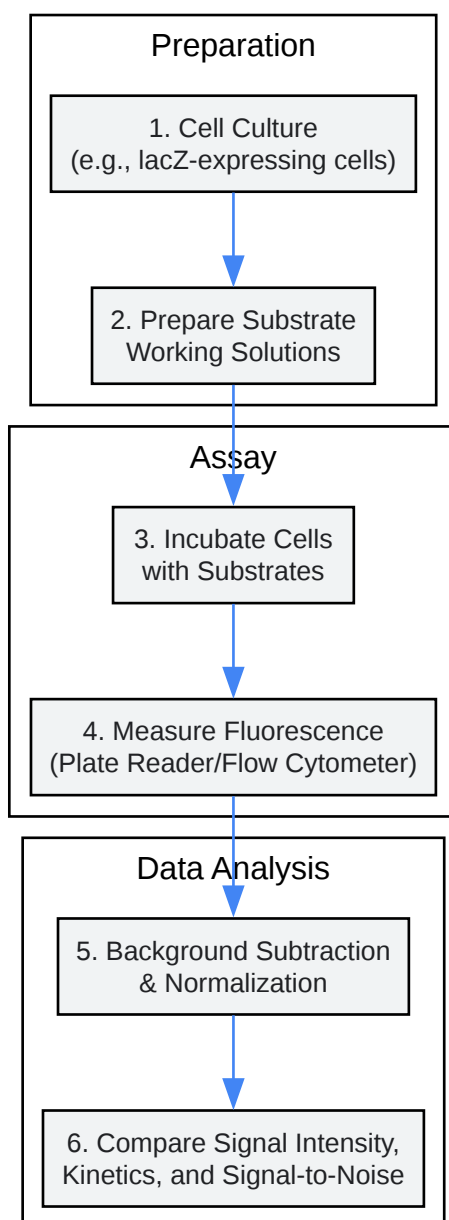 Preparation
1. Cell Culture
(e.g., lacZ-expressing cells)
2. Prepare Substrate
Working Solutions
Assay
3. Incubate Cells
with Substrates
4. Measure Fluorescence
(Plate Reader/Flow Cytometer)
Data Analysis
5. Background Subtraction
& Normalization
6. Compare Signal Intensity,
Kinetics, and Signal-to-Noise